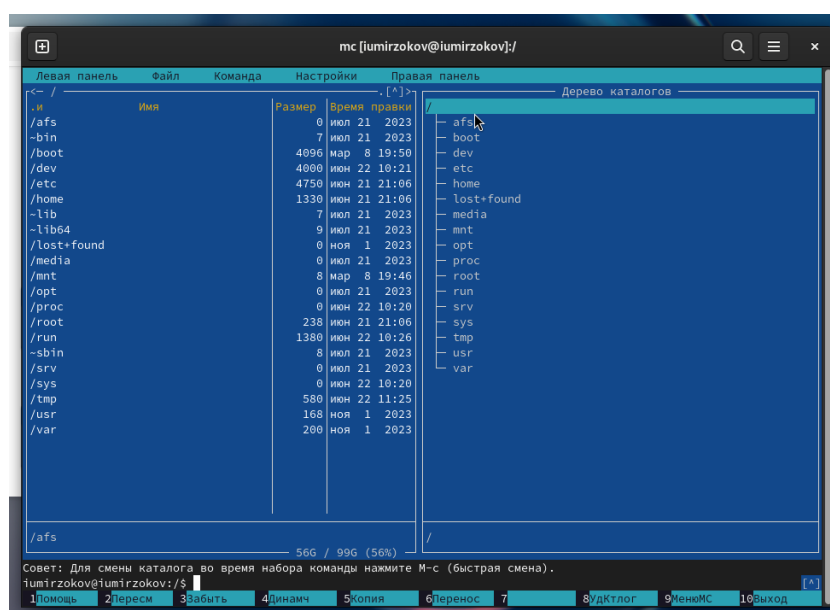 mc [iumirzokov@iumirzokov]:/
Левая панель Файл Команда Настройки Правая панель
<— / .[^]> Дерево каталогов
.и Имя Размер Время правки /
/afs 0 июл 21 2023 afs
~bin 7 июл 21 2023 boot
/boot 4096 мар 8 19:50 dev
/dev 4000 июн 22 10:21 etc
/etc 4750 июн 21 21:06 home
/home 1330 июн 21 21:06 lost+found
~lib 7 июл 21 2023 media
~lib64 9 июл 21 2023 mnt
/lost+found 0 ноя 1 2023 opt
/media 0 июл 21 2023 proc
/mnt 8 мар 8 19:46 root
/opt 0 июл 21 2023 run
/proc 0 июн 22 10:20 srv
/root 238 июн 21 21:06 sys
/run 1380 июн 22 10:26 tmp
~sbin 8 июл 21 2023 usr
/srv 0 июл 21 2023 var
/sys 0 июн 22 10:20
/tmp 580 июн 22 11:25
/usr 168 ноя 1 2023
/var 200 ноя 1 2023
/afs /
56G / 99G (56%)
Совет: Для смены каталога во время набора команды нажмите M-c (быстрая смена).
iumirzokov@iumirzokov:/$ [^]
1Помощь 2Пересм 3Забыть 4Динамч 5Копия 6Перенос 7 8УдКтлог 9МенюMC 10Выход